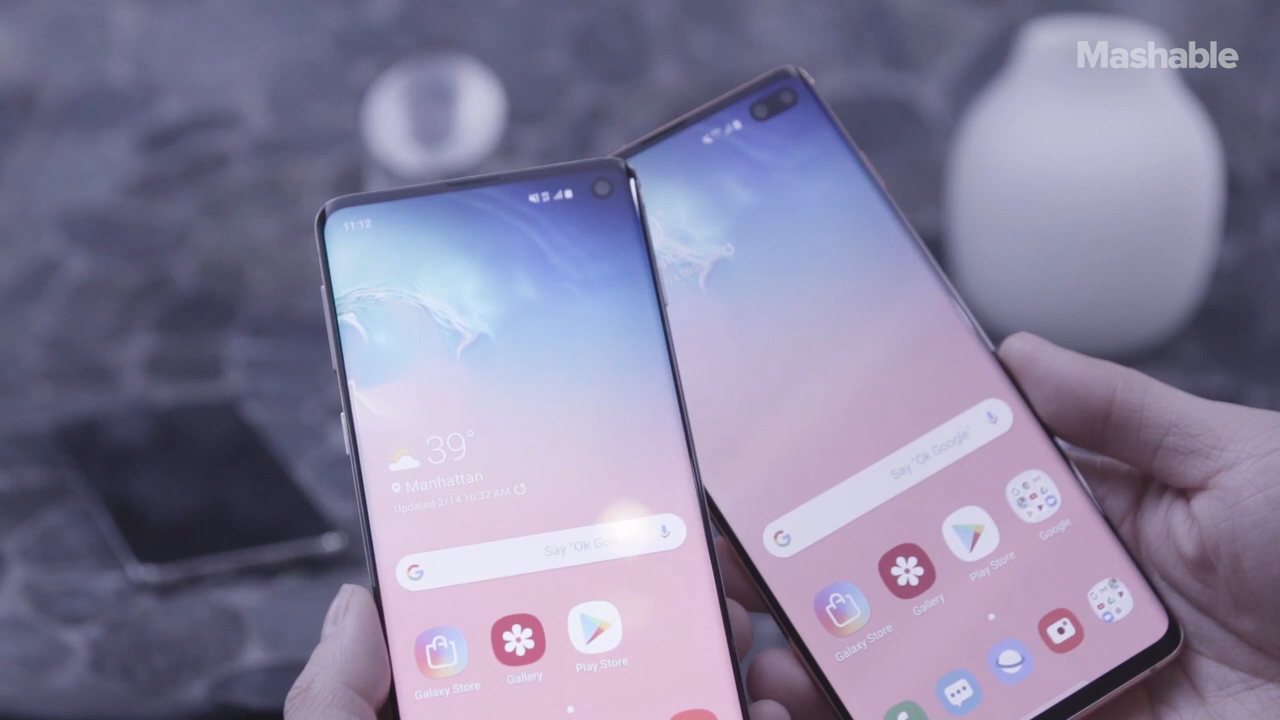 Mashable
11:12
39°
Manhattan
Updated 2/14 10:32 AM
Say "Ok Google"
Galaxy Store
Gallery
Play Store
Say "Ok Google"
Galaxy Store
Gallery
Play Store
Google